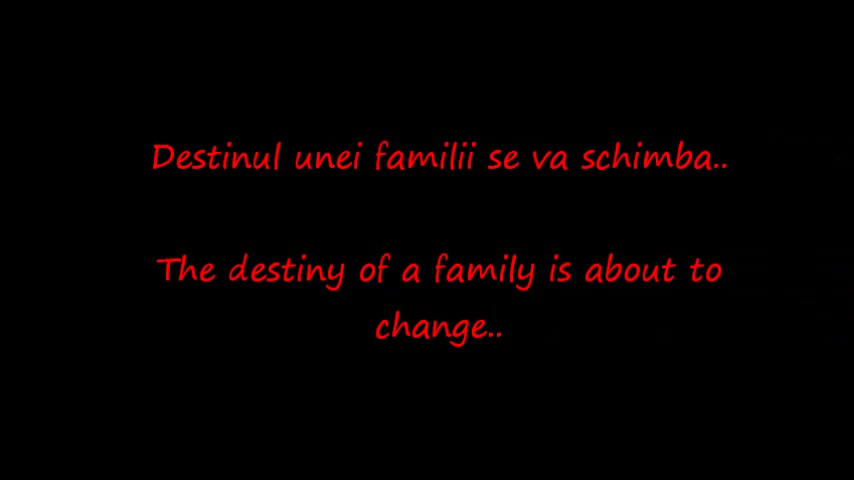 Destinul unei familii se va schimba..
The destiny of a family is about to
change..